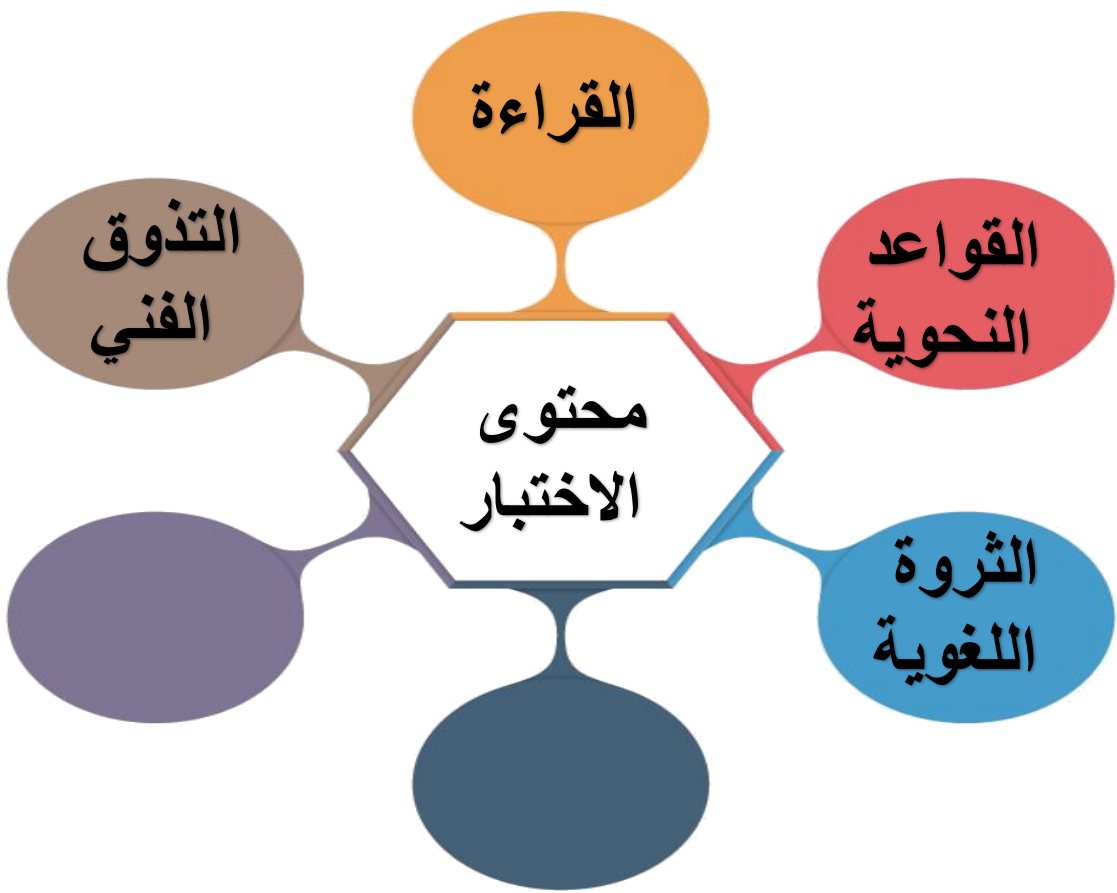 القراءة
القواعد
النحوية
التذوق
الفني
محتوى
الاختبار
الثروة
اللغوية